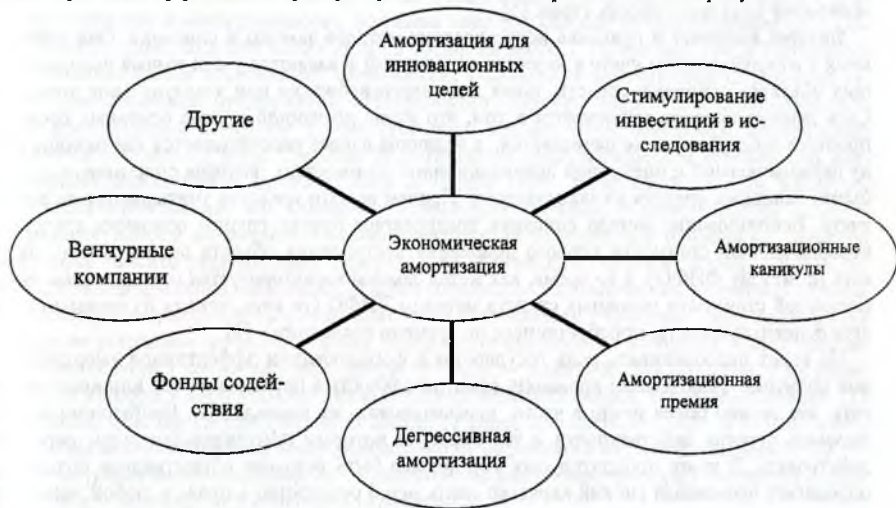 Амортизация для
инновационных
целей
Другие
Стимулирование
инвестиций в ис-
следования
Венчурные
компании
Экономическая
амортизация
Амортизационные
каникулы
Фонды содей-
ствия
Дегрессивная
амортизация
Амортизационная
премия